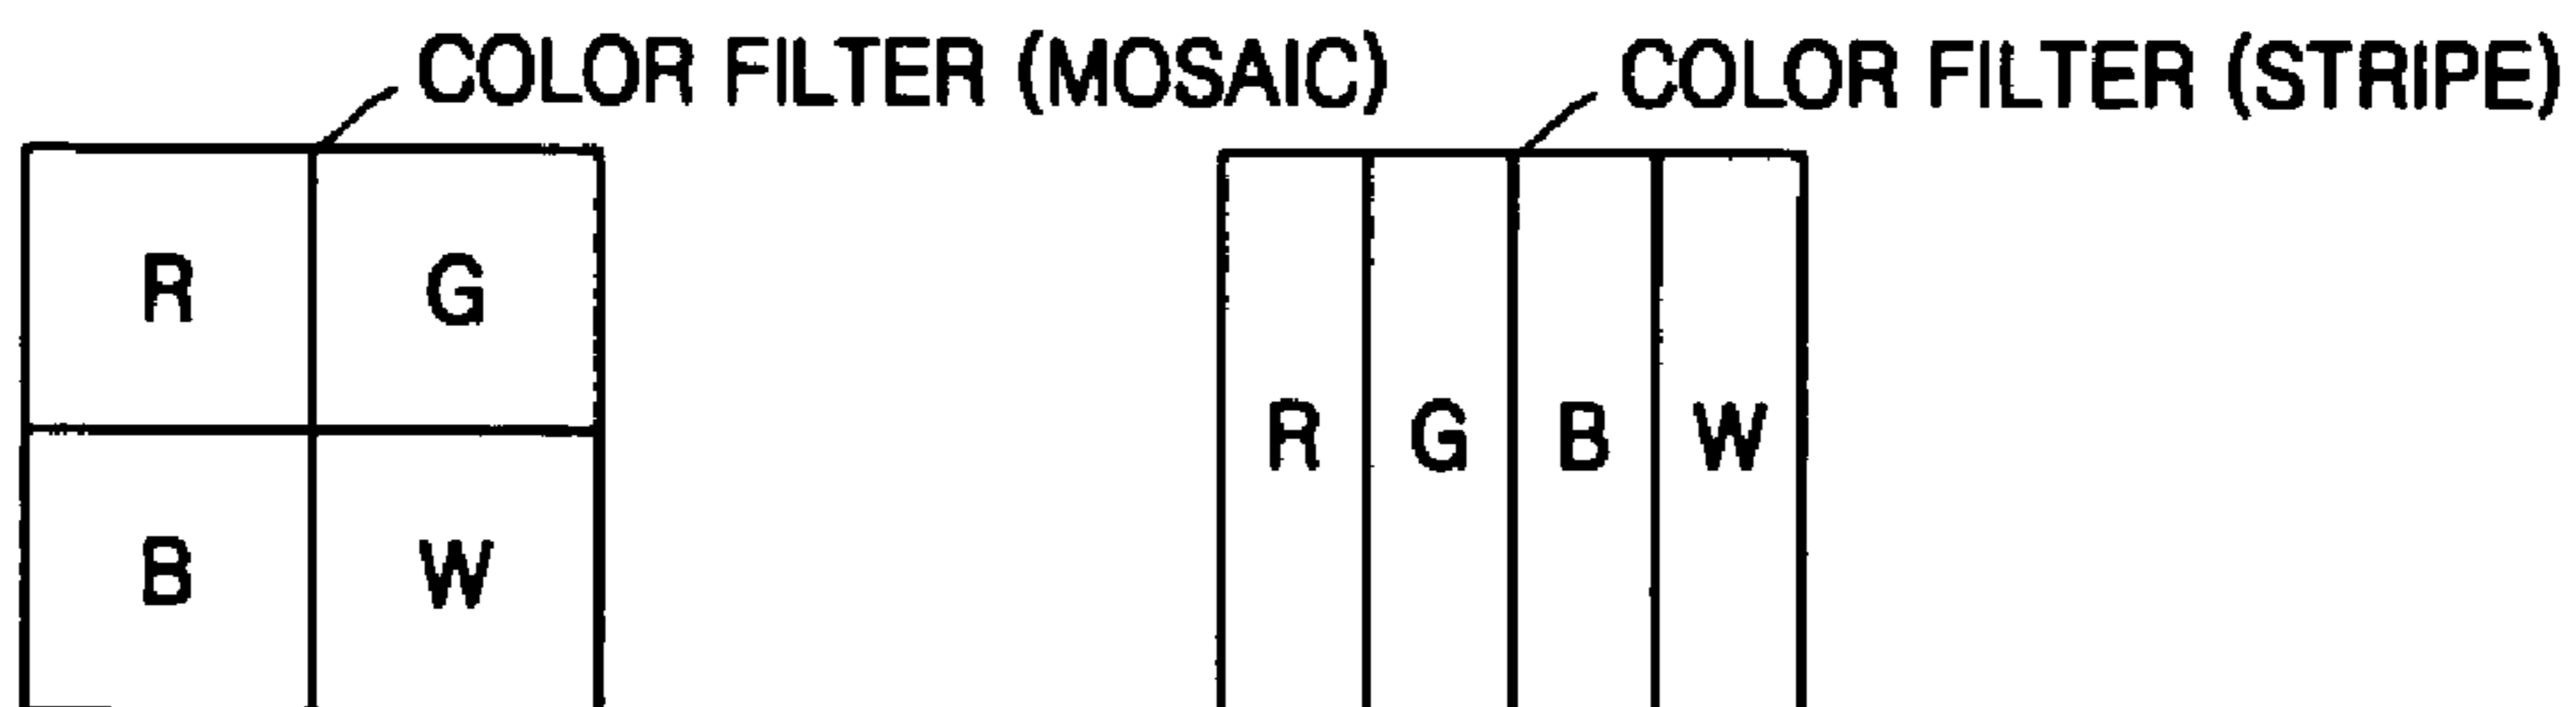 COLOR FILTER (MOSAIC)
R G
B W
COLOR FILTER (STRIPE)
R G B W